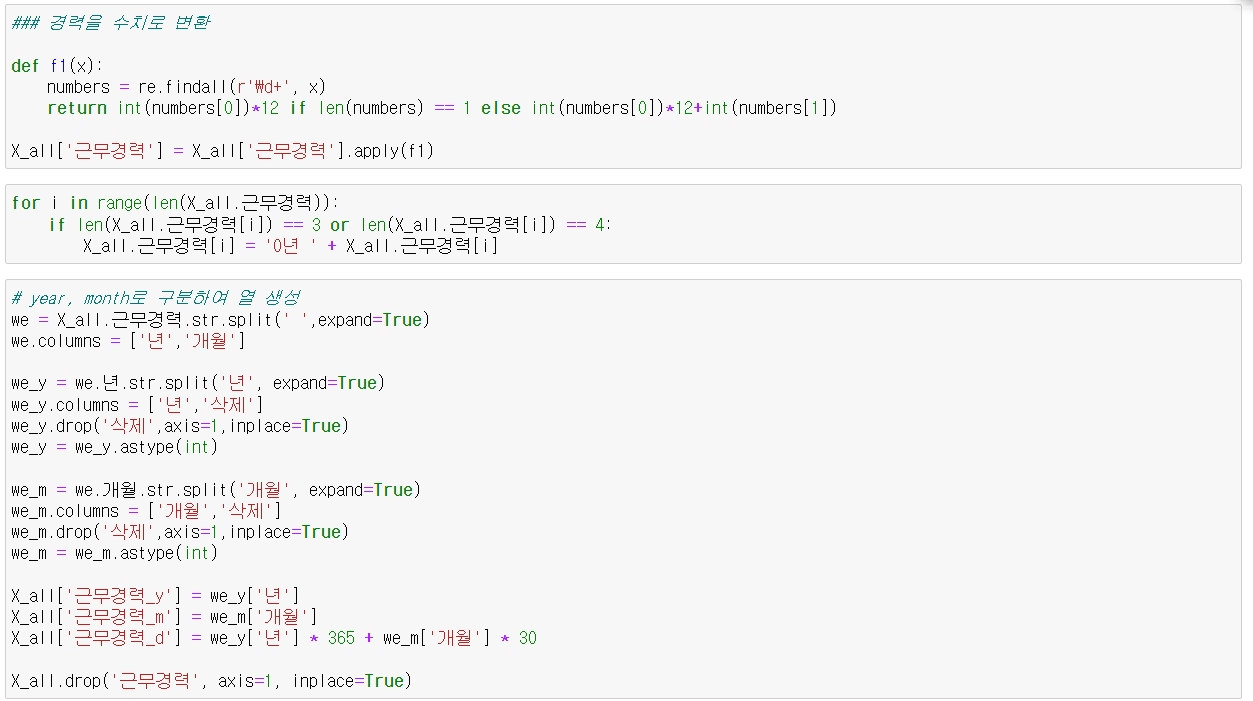 ### 경력을 수치로 변환
def f1(x):
numbers = re.findall(r'₩d+', x)
return int(numbers[0])*12 if len(numbers) == 1 else int(numbers[0])*12+int(numbers[1])
X_all['근무경력'] = X_all['근무경력'].apply(f1)
for i in range(len(X_all.근무경력)):
if len(X_all.근무경력[i]) == 3 or len(X_all.근무경력[i]) == 4:
X_all.근무경력[i] = '0년 ' + X_all.근무경력[i]
# year, month로 구분하여 열 생성
we = X_all.근무경력.str.split(' ',expand=True)
we.columns = ['년','개월']
we_y = we.년.str.split('년', expand=True)
we_y.columns = ['년','삭제']
we_y.drop('삭제',axis=1,inplace=True)
we_y = we_y.astype(int)
we_m = we.개월.str.split('개월', expand=True)
we_m.columns = ['개월','삭제']
we_m.drop('삭제',axis=1,inplace=True)
we_m = we_m.astype(int)
X_all['근무경력_y'] = we_y['년']
X_all['근무경력_m'] = we_m['개월']
X_all['근무경력_d'] = we_y['년'] * 365 + we_m['개월'] * 30
X_all.drop('근무경력', axis=1, inplace=True)